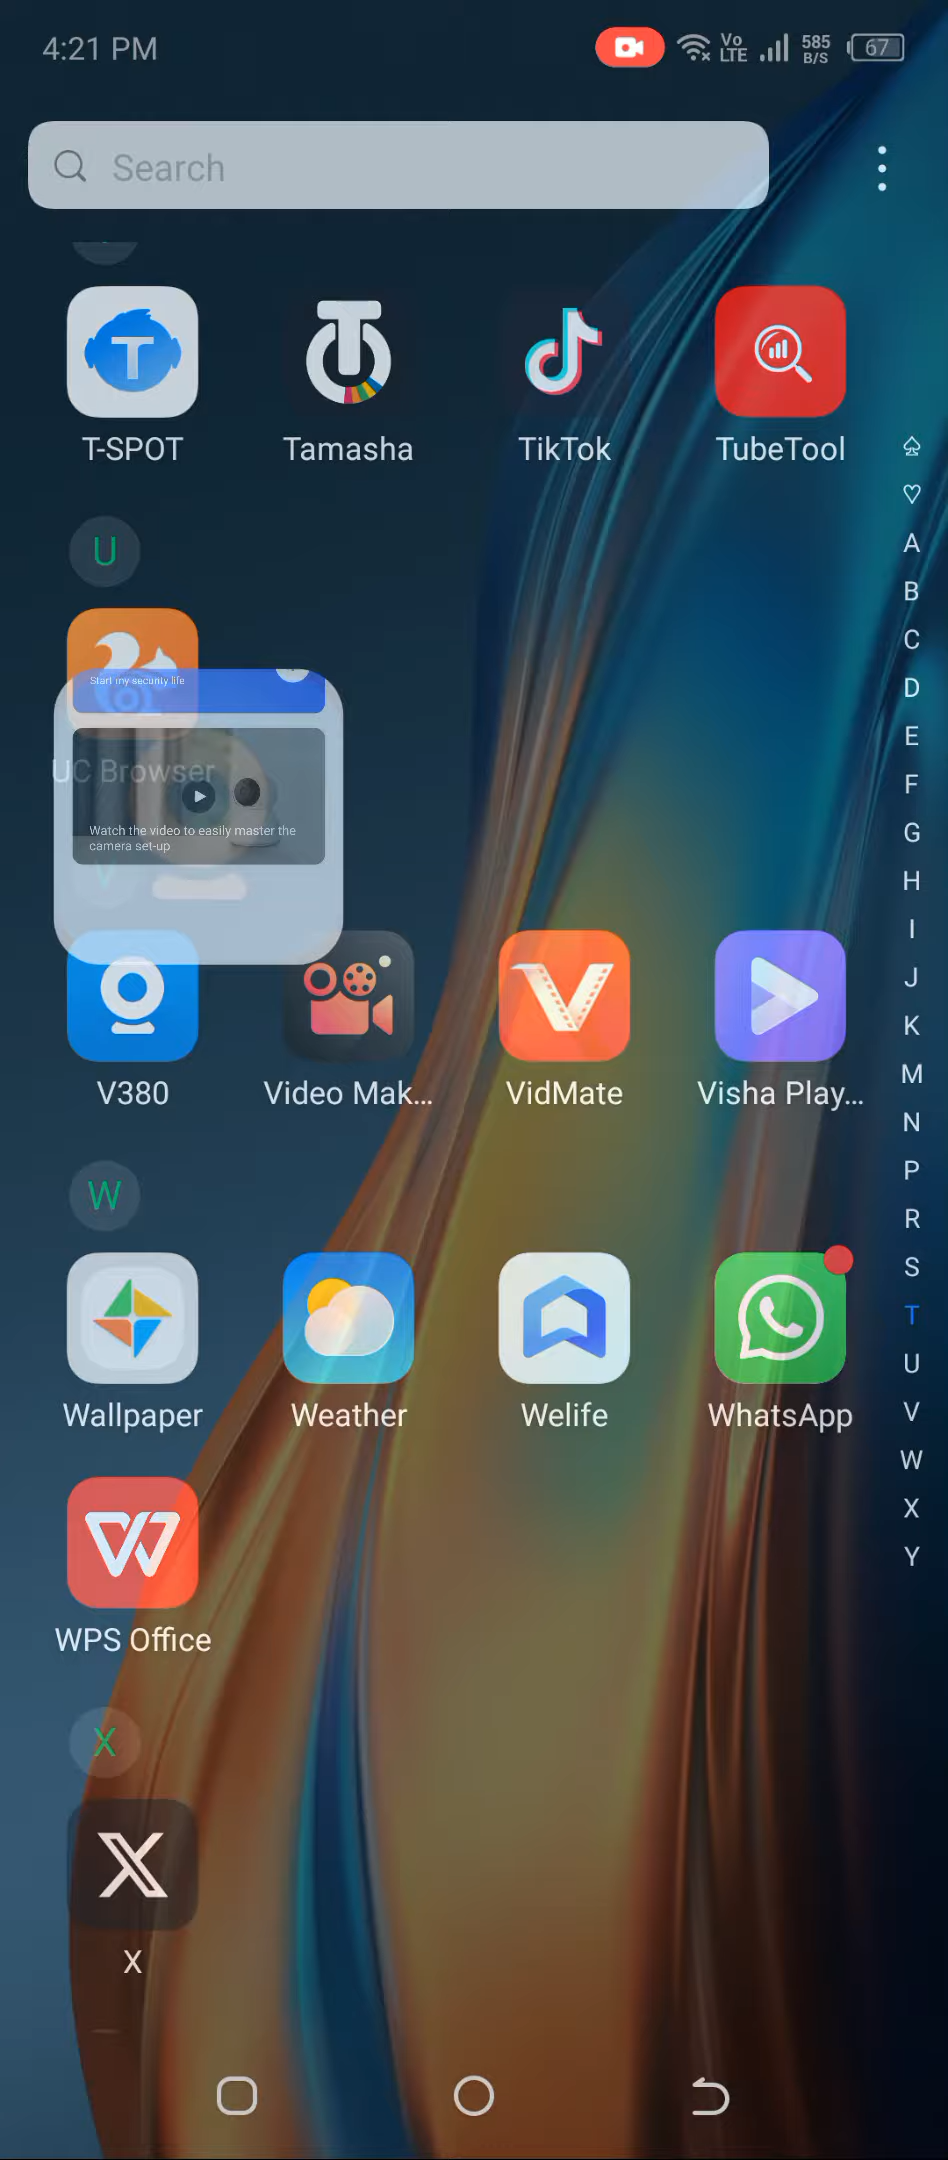 4:21 PM
Vo LTE
585 B/S
67
Search
T-SPOT
Tamasha
TikTok
TubeTool
U
Start my security life
UC Browser
Watch the video to easily master the
camera set-up
V
V380
Video Mak...
VidMate
Visha Play...
W
Wallpaper
Weather
Welife
WhatsApp
WPS Office
X
X
A
B
C
D
E
F
G
H
I
J
K
M
N
P
R
S
T
U
V
W
X
Y